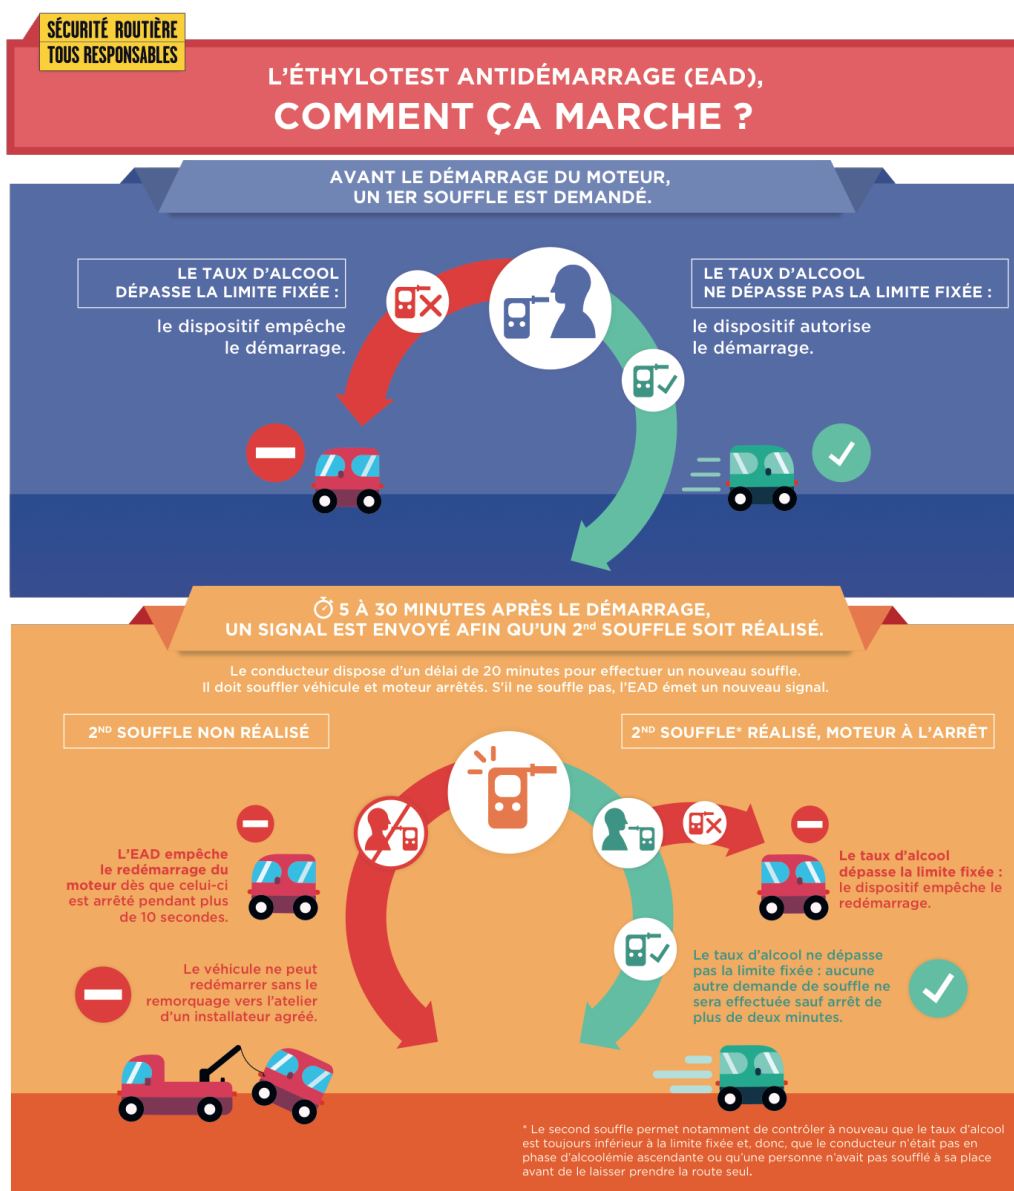 SÉCURITÉ ROUTIÈRE
TOUS RESPONSABLES
L'ÉTHYLOTEST ANTIDÉMARRAGE (EAD),
COMMENT ÇA MARCHE ?
AVANT LE DÉMARRAGE DU MOTEUR,
UN 1ER SOUFFLE EST DEMANDÉ.
LE TAUX D'ALCOOL
DÉPASSE LA LIMITE FIXÉE :
le dispositif empêche
le démarrage.
LE TAUX D'ALCOOL
NE DÉPASSE PAS LA LIMITE FIXÉE :
le dispositif autorise
le démarrage.
5 À 30 MINUTES APRÈS LE DÉMARRAGE,
UN SIGNAL EST ENVOYÉ AFIN QU'UN 2nd SOUFFLE SOIT RÉALISÉ.
Le conducteur dispose d'un délai de 20 minutes pour effectuer un nouveau souffle.
Il doit souffler véhicule et moteur arrêtés. S'il ne souffle pas, l'EAD émet un nouveau signal.
2ND SOUFFLE NON RÉALISÉ
L'EAD empêche
le redémarrage du
moteur dès que celui-ci
est arrêté pendant plus
de 10 secondes.
Le véhicule ne peut
redémarrer sans le
remorquage vers l'atelier
d'un installateur agréé.
2ND SOUFFLE* RÉALISÉ, MOTEUR À L'ARRÊT
Le taux d'alcool
dépasse la limite fixée :
le dispositif empêche le
redémarrage.
Le taux d'alcool ne dépasse
pas la limite fixée : aucune
autre demande de souffle ne
sera effectuée sauf arrêt de
plus de deux minutes.
* Le second souffle permet notamment de contrôler à nouveau que le taux d'alcool
est toujours inférieur à la limite fixée et, donc, que le conducteur n'était pas en
phase d'alcoolémie ascendante ou qu'une personne n'avait pas soufflé à sa place
avant de le laisser prendre la route seul.